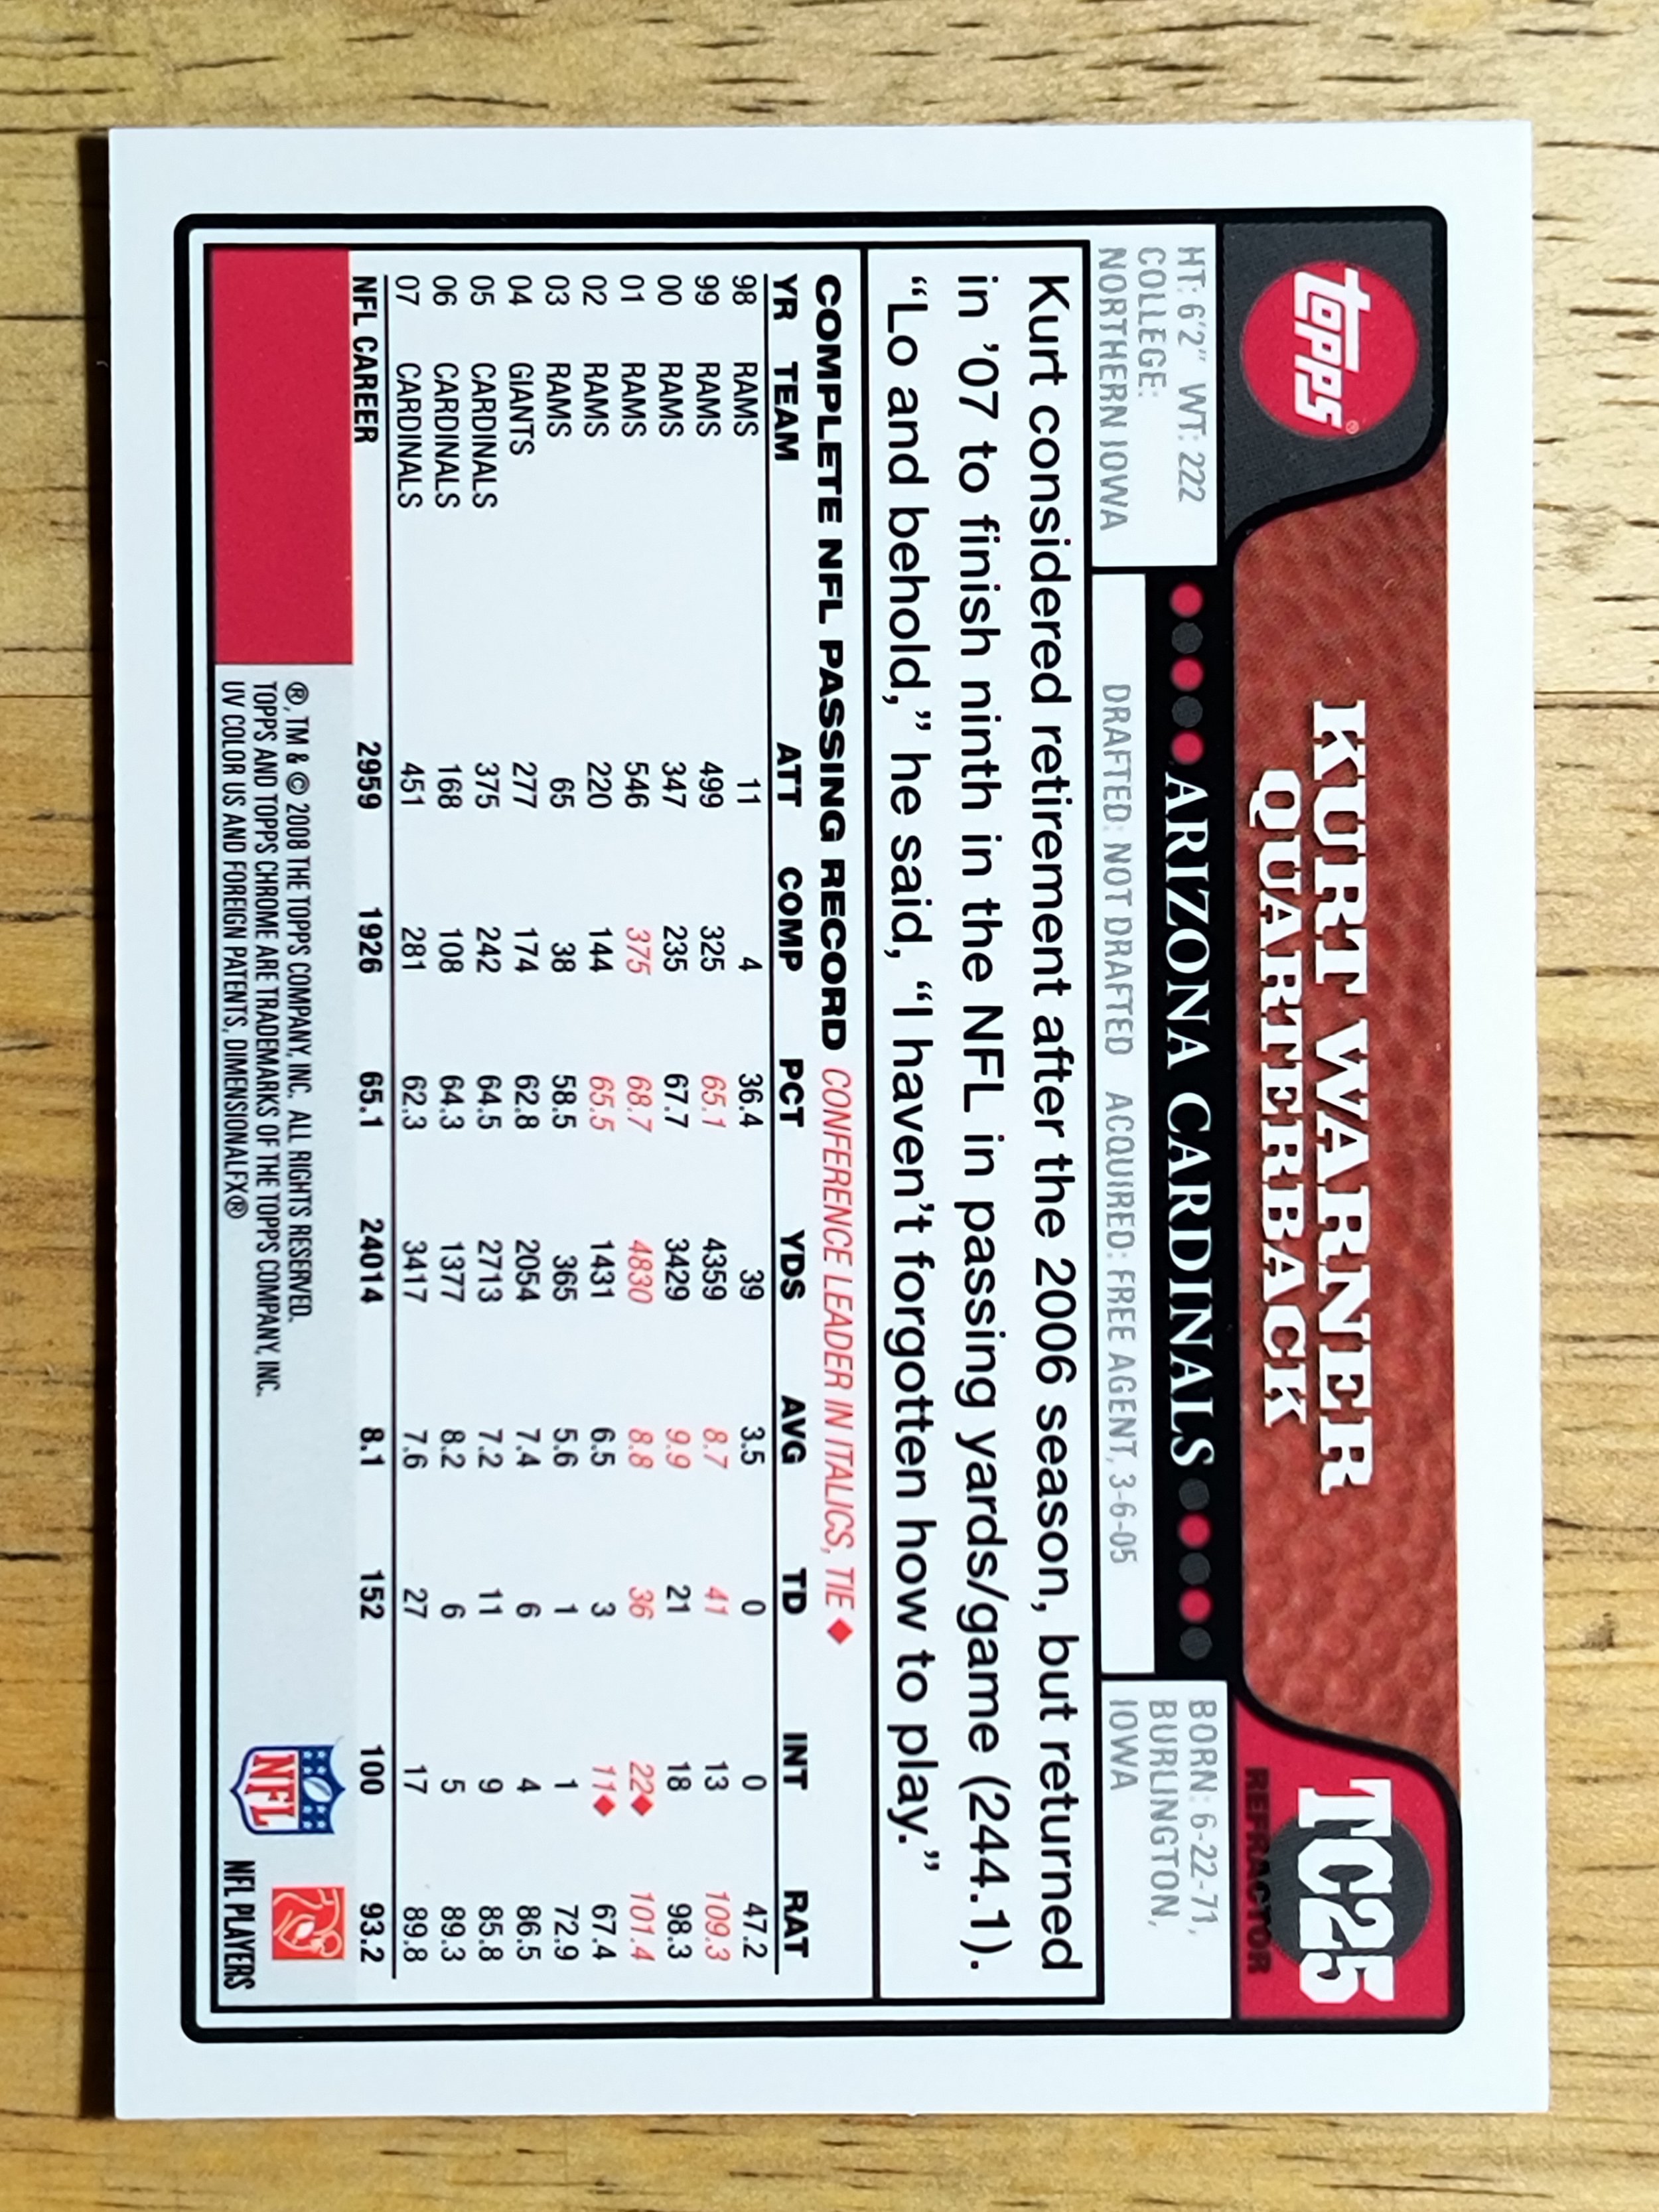 Topps®
KURT WARNER
QUARTERBACK
TC25
REFRACTOR
ARIZONA CARDINALS
HT: 6'2" WT: 222
COLLEGE:
NORTHERN IOWA
DRAFTED: NOT DRAFTED ACQUIRED: FREE AGENT, 3-6-05
BORN: 6-22-71,
BURLINGTON,
IOWA
Kurt considered retirement after the 2006 season, but returned
in ’07 to finish ninth in the NFL in passing yards/game (244.1).
“Lo and behold,” he said, “I haven’t forgotten how to play.”
COMPLETE NFL PASSING RECORD CONFERENCE LEADER IN ITALICS, TIE ♦
YR TEAM ATT COMP PCT YDS AVG TD INT RAT
98 RAMS 11 4 36.4 39 3.5 0 0 47.2
99 RAMS 499 325 65.1 4359 8.7 41 13 109.3
00 RAMS 347 235 67.7 3429 9.9 21 18 98.3
01 RAMS 546 375 68.7 4830 8.8 36 22♦ 101.4
02 RAMS 220 144 65.5 1431 6.5 3 11♦ 67.4
03 RAMS 65 38 58.5 365 5.6 1 1 72.9
04 GIANTS 277 174 62.8 2054 7.4 6 4 86.5
05 CARDINALS 375 242 64.5 2713 7.2 11 9 85.8
06 CARDINALS 168 108 64.3 1377 8.2 6 5 89.3
07 CARDINALS 451 281 62.3 3417 7.6 27 17 89.8
NFL CAREER 2959 1926 65.1 24014 8.1 152 100 93.2
®, TM & © 2008 THE TOPPS COMPANY, INC. ALL RIGHTS RESERVED.
TOPPS AND TOPPS CHROME ARE TRADEMARKS OF THE TOPPS COMPANY, INC.
UV COLOR US AND FOREIGN PATENTS, DIMENSIONALFX®
NFL
NFL PLAYERS